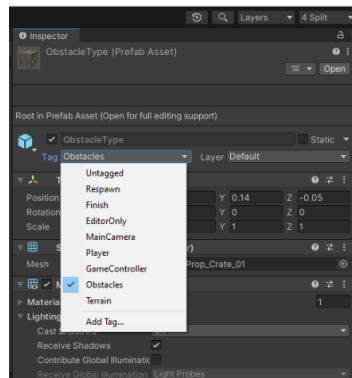 Layers 4 Split
Inspector
ObstacleType (Prefab Asset)
Open
Root in Prefab Asset (Open for full editing support)
ObstacleType Static
Tag Obstacles Layer Default
Untagged
Respawn
Finish
EditorOnly
MainCamera
Player
GameController
Obstacles
Terrain
Add Tag...
Position Y 0.14 Z -0.05
Rotation Y 0 Z 0
Scale Y 1 Z 1
Mesh Prop_Crate_01
Materia 1
Lighting
Cast Shadows
Receive Shadows
Contribute Global Illuminatic
Receive Global Illumination Light Probes